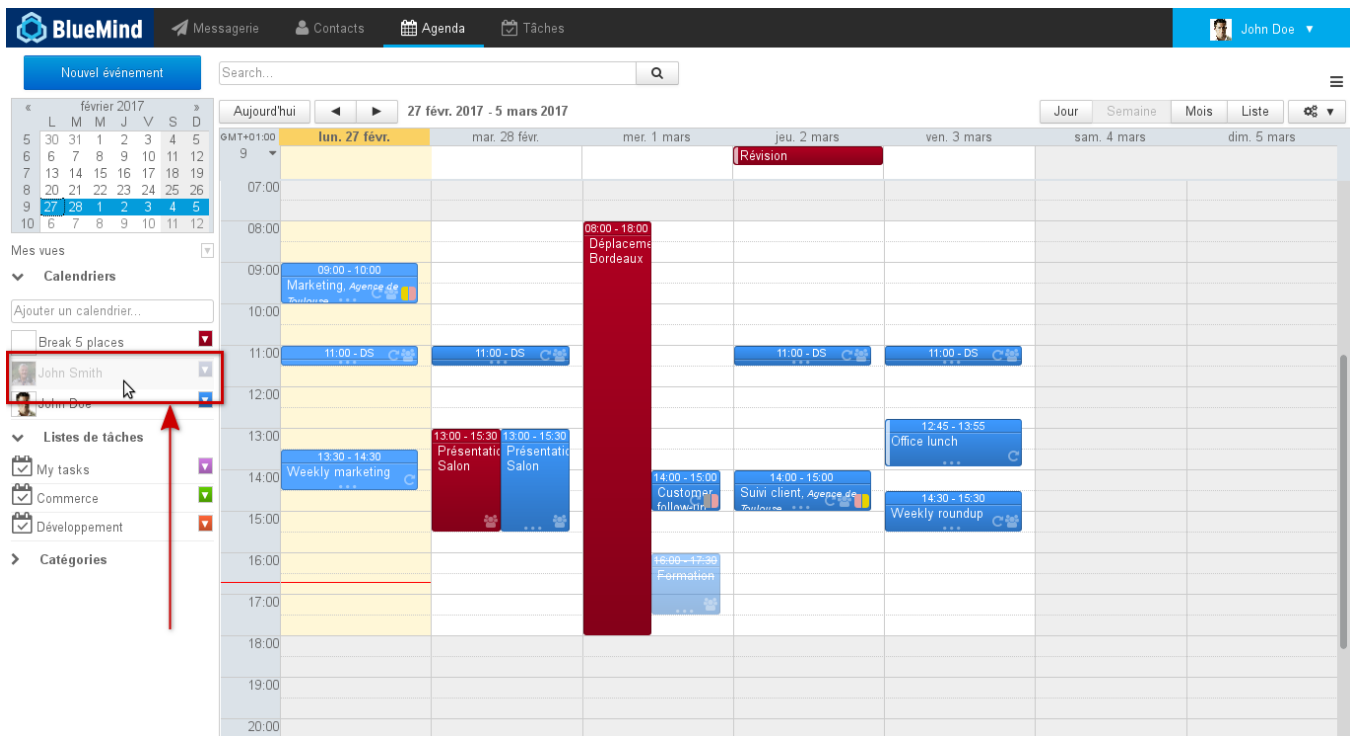 BlueMind
Messagerie
Contacts
Agenda
Tâches
John Doe
Nouvel événement
Search...
« février 2017 »
L M M J V S D
5 30 31 1 2 3 4 5
6 6 7 8 9 10 11 12
7 13 14 15 16 17 18 19
8 20 21 22 23 24 25 26
9 27 28 1 2 3 4 5
10 6 7 8 9 10 11 12
Mes vues
Calendriers
Ajouter un calendrier...
Break 5 places
John Smith
John Doe
Listes de tâches
My tasks
Commerce
Développement
Catégories
Aujourd'hui
27 févr. 2017 - 5 mars 2017
Jour
Semaine
Mois
Liste
GMT+01:00
lun. 27 févr.
mar. 28 févr.
mer. 1 mars
jeu. 2 mars
ven. 3 mars
sam. 4 mars
dim. 5 mars
9
Révision
07:00
08:00
09:00
10:00
11:00
12:00
13:00
14:00
15:00
16:00
17:00
18:00
19:00
20:00
09:00 - 10:00
Marketing, Agence de
Toulouse
11:00 - DS
13:30 - 14:30
Weekly marketing
11:00 - DS
13:00 - 15:30
Présentatio
Salon
13:00 - 15:30
Présentatio
Salon
08:00 - 18:00
Déplaceme
Bordeaux
14:00 - 15:00
Customer
follow-up
16:00 - 17:30
Formation
11:00 - DS
14:00 - 15:00
Suivi client, Agence de
Toulouse
11:00 - DS
12:45 - 13:55
Office lunch
14:30 - 15:30
Weekly roundup